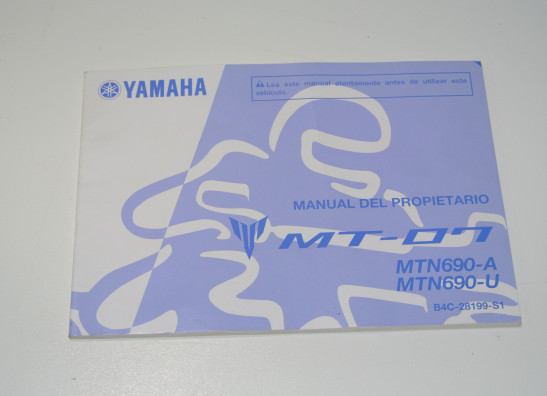 YAMAHA
Lea este manual atentamente antes de utilizar este
vehículo.
MANUAL DEL PROPIETARIO
MT-07
MTN690-A
MTN690-U
B4C-28199-S1